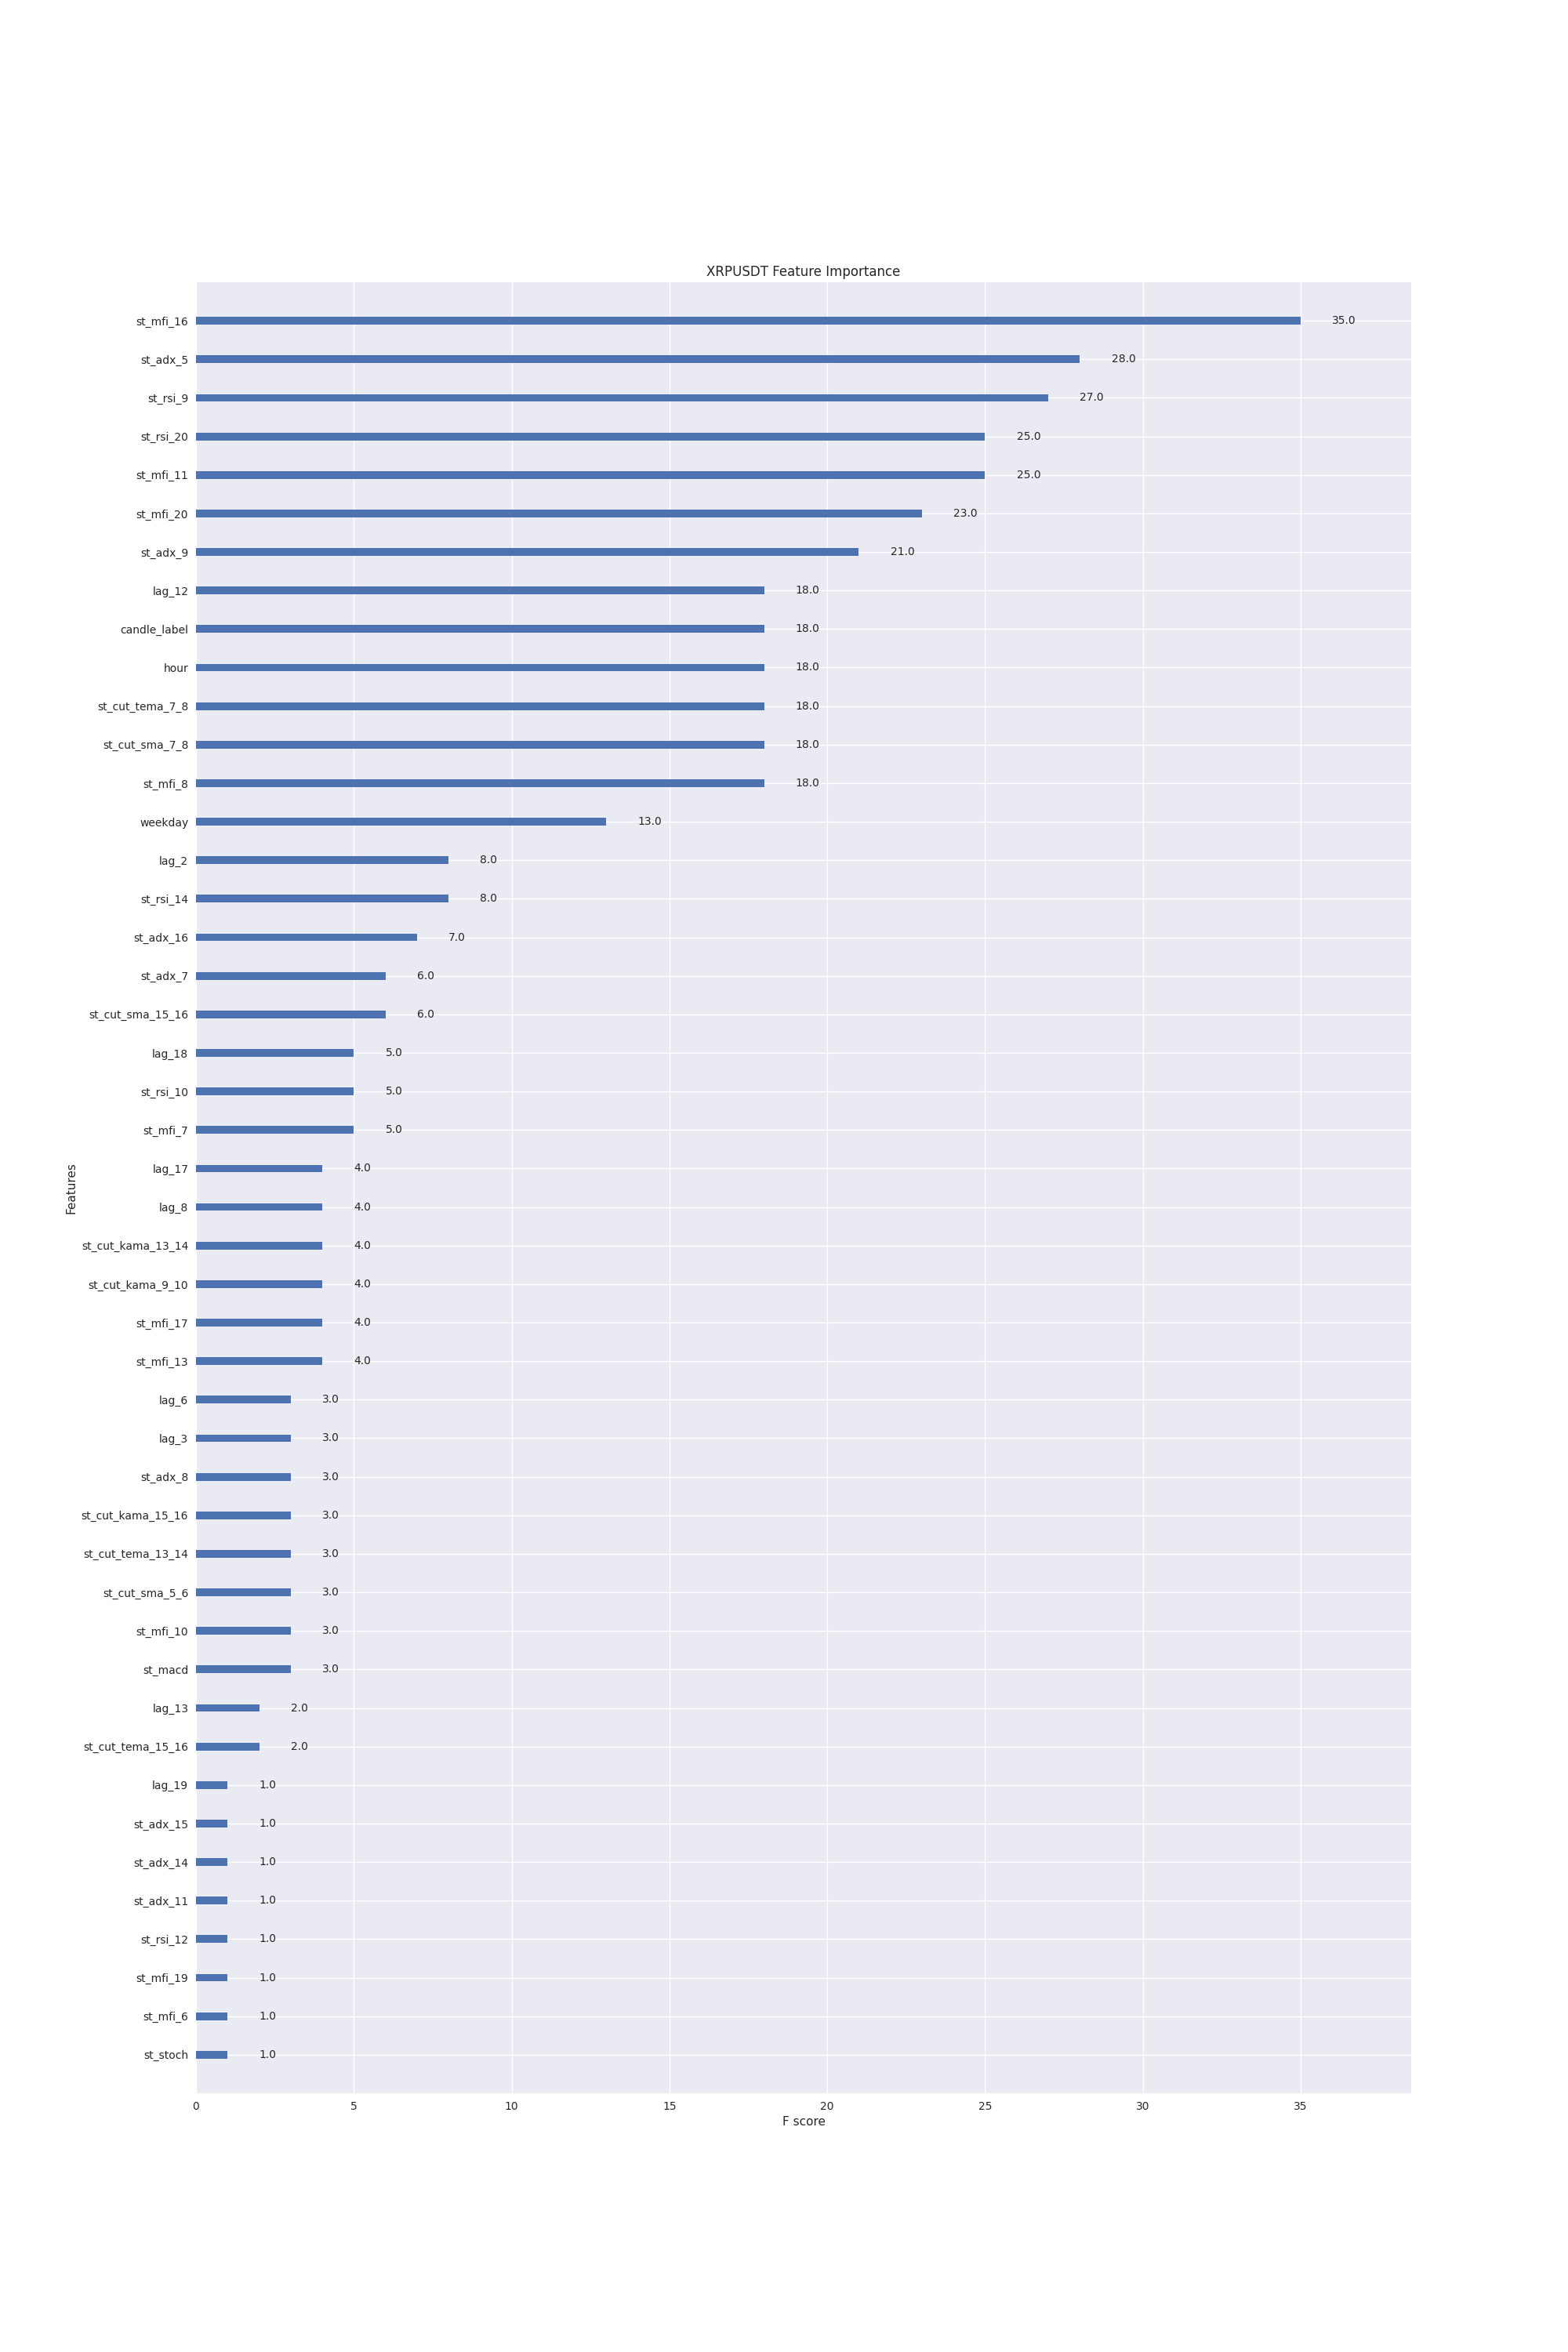 XRPUSDT Feature Importance
st_mfi_16 35.0
st_adx_5 28.0
st_rsi_9 27.0
st_rsi_20 25.0
st_mfi_11 25.0
st_mfi_20 23.0
st_adx_9 21.0
lag_12 18.0
candle_label 18.0
hour 18.0
st_cut_tema_7_8 18.0
st_cut_sma_7_8 18.0
st_mfi_8 18.0
weekday 13.0
lag_2 8.0
st_rsi_14 8.0
st_adx_16 7.0
st_adx_7 6.0
st_cut_sma_15_16 6.0
lag_18 5.0
st_rsi_10 5.0
st_mfi_7 5.0
lag_17 4.0
Features
lag_8 4.0
st_cut_kama_13_14 4.0
st_cut_kama_9_10 4.0
st_mfi_17 4.0
st_mfi_13 4.0
lag_6 3.0
lag_3 3.0
st_adx_8 3.0
st_cut_kama_15_16 3.0
st_cut_tema_13_14 3.0
st_cut_sma_5_6 3.0
st_mfi_10 3.0
st_macd 3.0
lag_13 2.0
st_cut_tema_15_16 2.0
lag_19 1.0
st_adx_15 1.0
st_adx_14 1.0
st_adx_11 1.0
st_rsi_12 1.0
st_mfi_19 1.0
st_mfi_6 1.0
st_stoch 1.0
0 5 10 15 20 25 30 35
F score